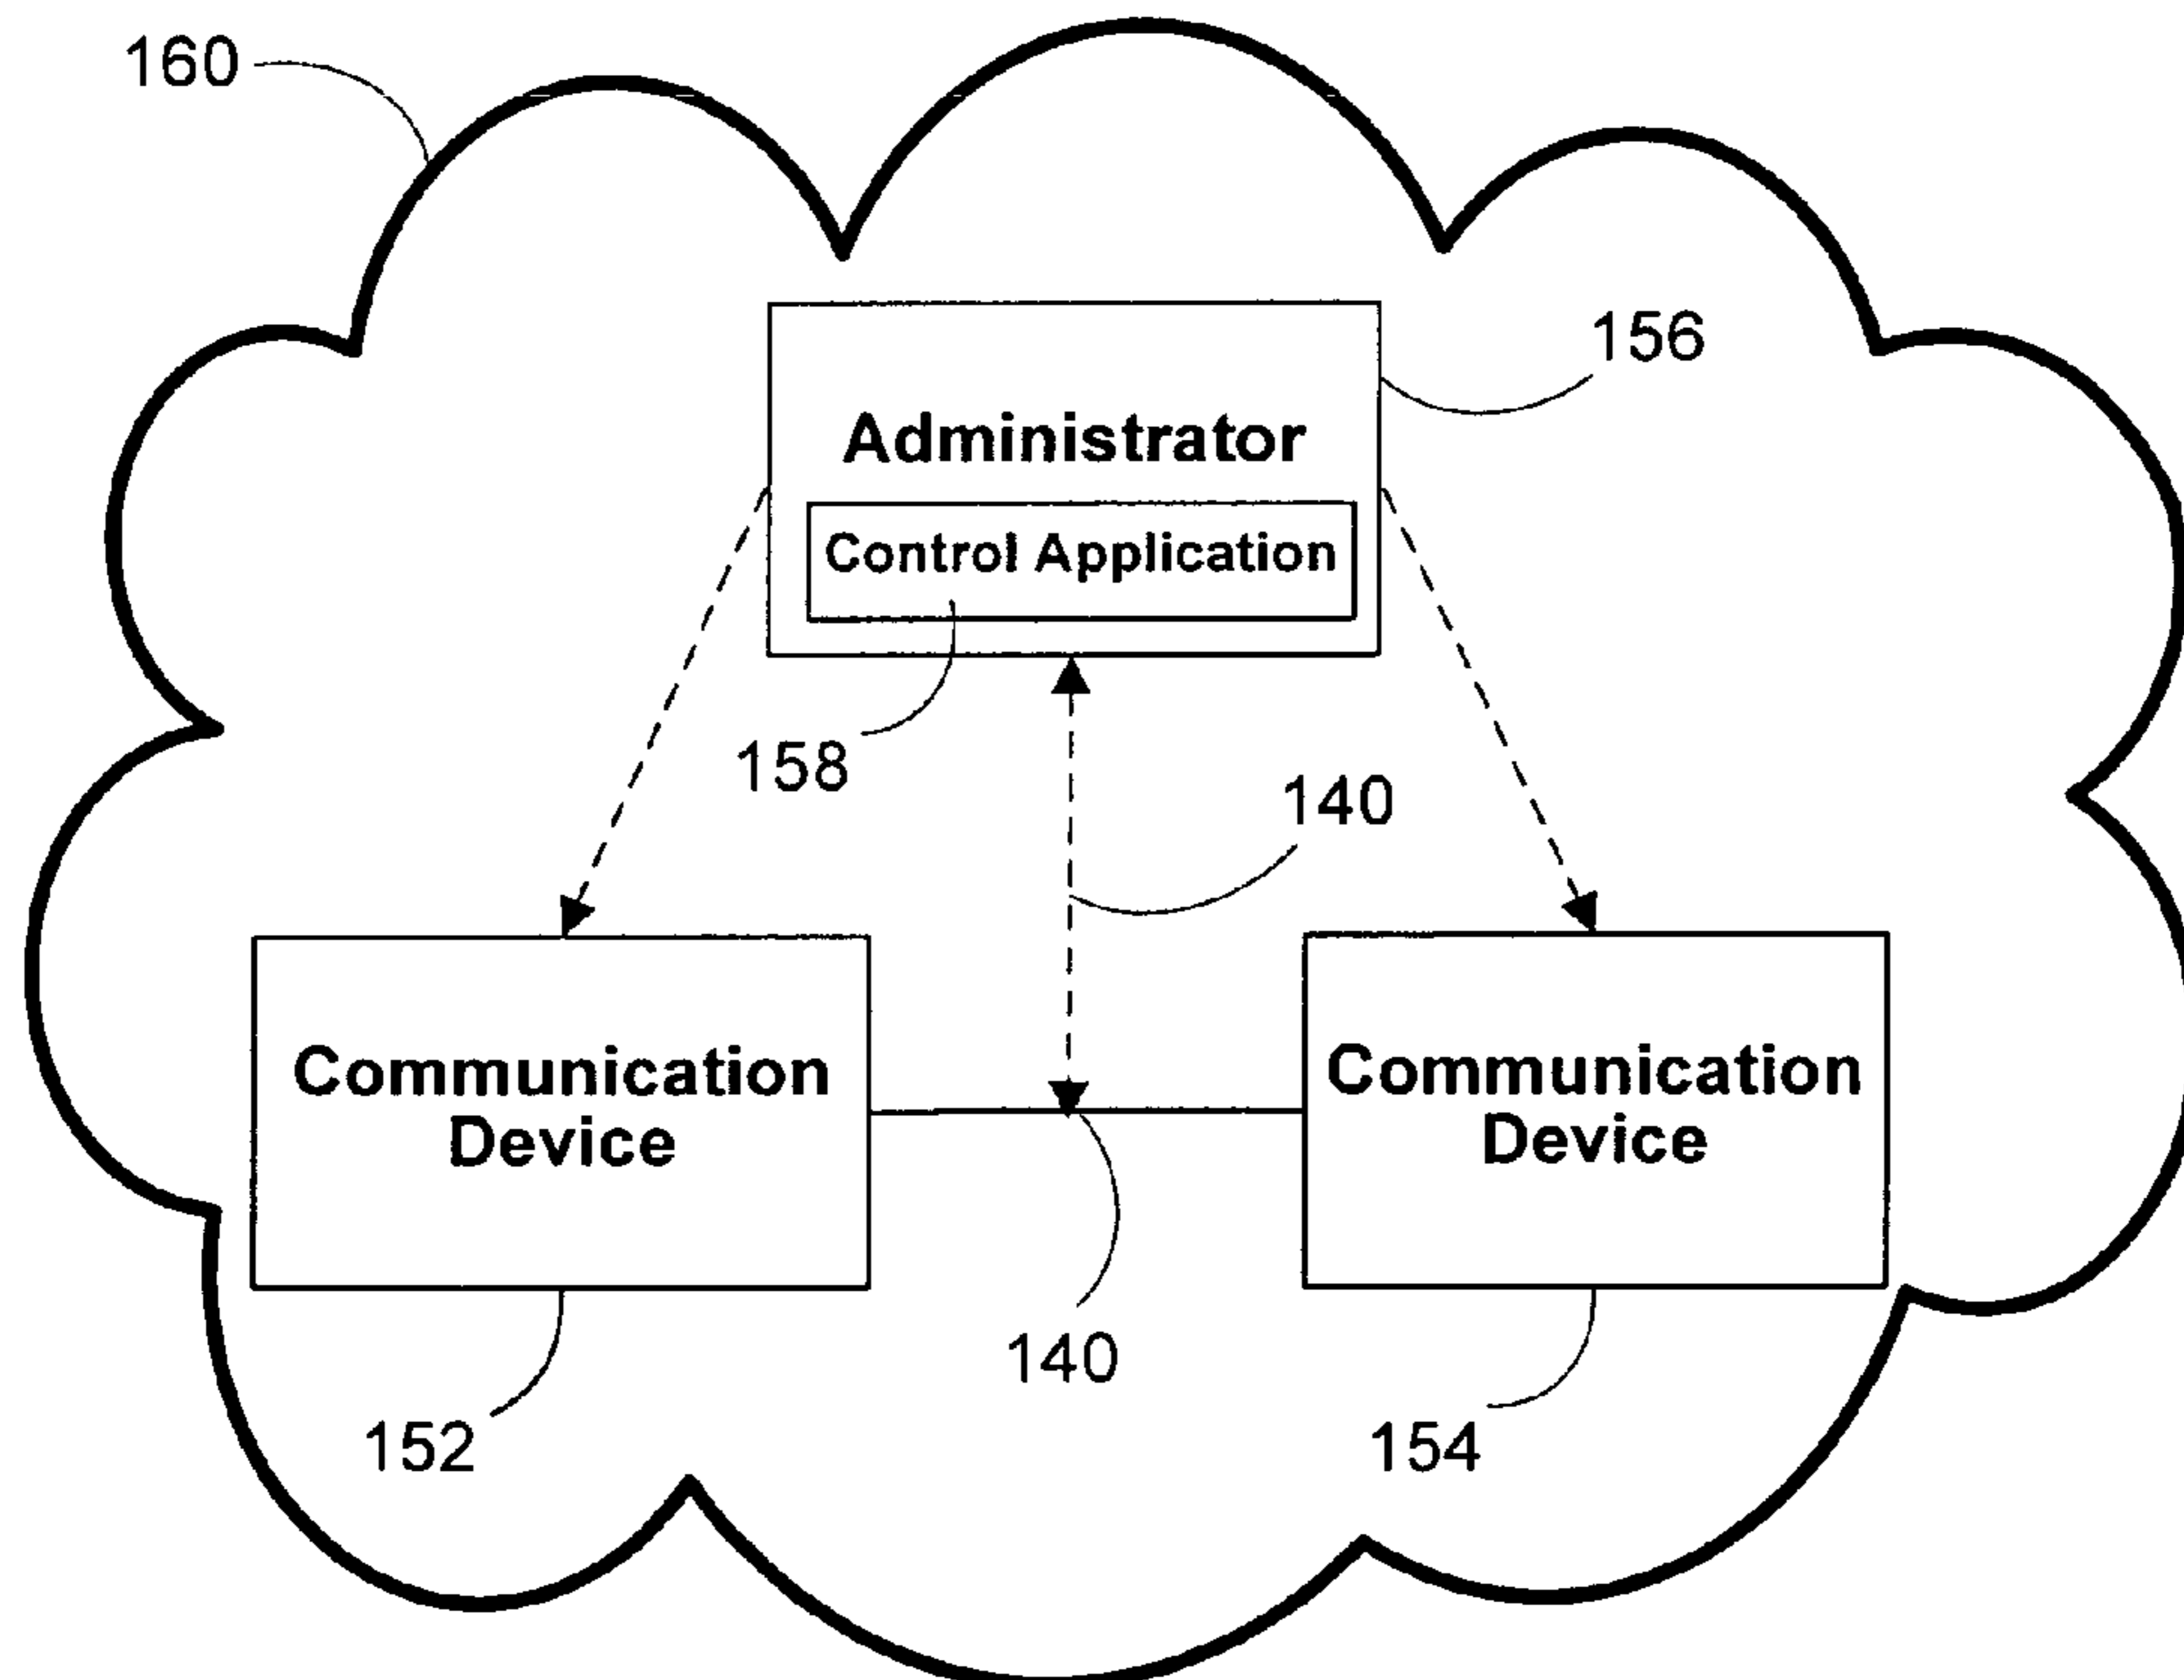 160
156
Administrator
Control Application
158
140
Communication
Device
Communication
Device
140
152
154